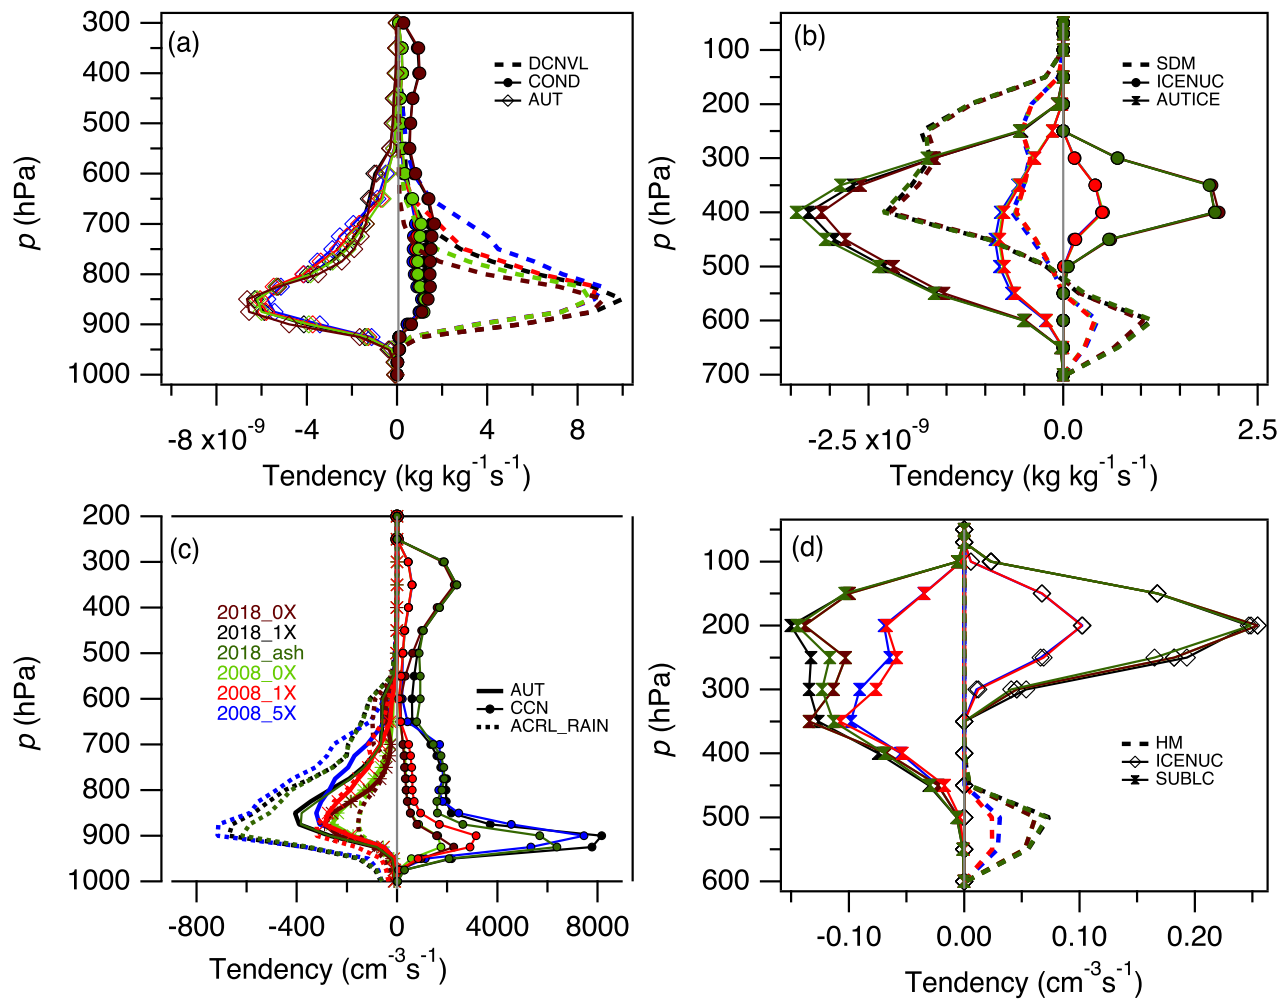 (a)
300
400
500
600
700
800
900
1000
p (hPa)
DCNVL
COND
AUT
-8 x10⁻⁹
-4
0
4
8
Tendency (kg kg⁻¹s⁻¹)
(b)
100
200
300
400
500
600
700
p (hPa)
SDM
ICENUC
AUTICE
-2.5 x10⁻⁹
0.0
2.5
Tendency (kg kg⁻¹s⁻¹)
(c)
200
300
400
500
600
700
800
900
1000
p (hPa)
2018_0X
2018_1X
2018_ash
2008_0X
2008_1X
2008_5X
AUT
CCN
ACRL_RAIN
-800
-400
0
4000
8000
Tendency (cm⁻³s⁻¹)
(d)
100
200
300
400
500
600
p (hPa)
HM
ICENUC
SUBLC
-0.10
0.00
0.10
0.20
Tendency (cm⁻³s⁻¹)